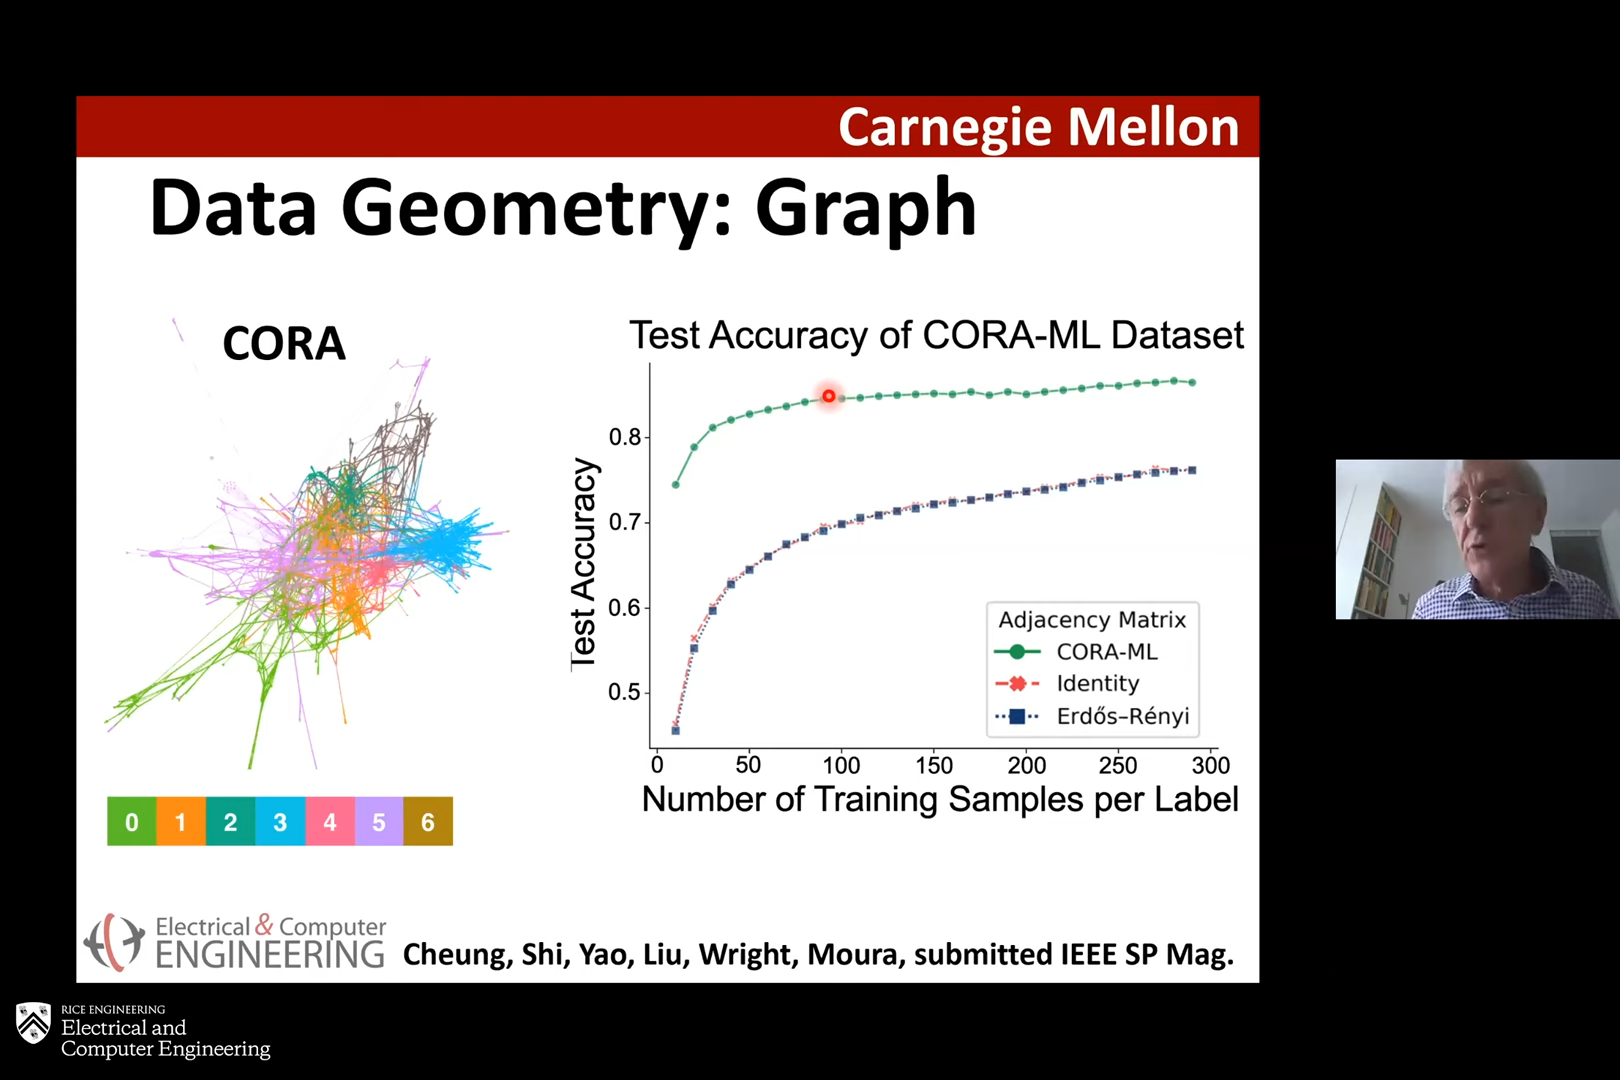 Carnegie Mellon
Data Geometry: Graph
CORA
0 1 2 3 4 5 6
Test Accuracy of CORA-ML Dataset
Test Accuracy
0.8
0.7
0.6
0.5
0 50 100 150 200 250 300
Number of Training Samples per Label
Adjacency Matrix
CORA-ML
Identity
Erdős–Rényi
Electrical & Computer
ENGINEERING
Cheung, Shi, Yao, Liu, Wright, Moura, submitted IEEE SP Mag.
RICE ENGINEERING
Electrical and
Computer Engineering